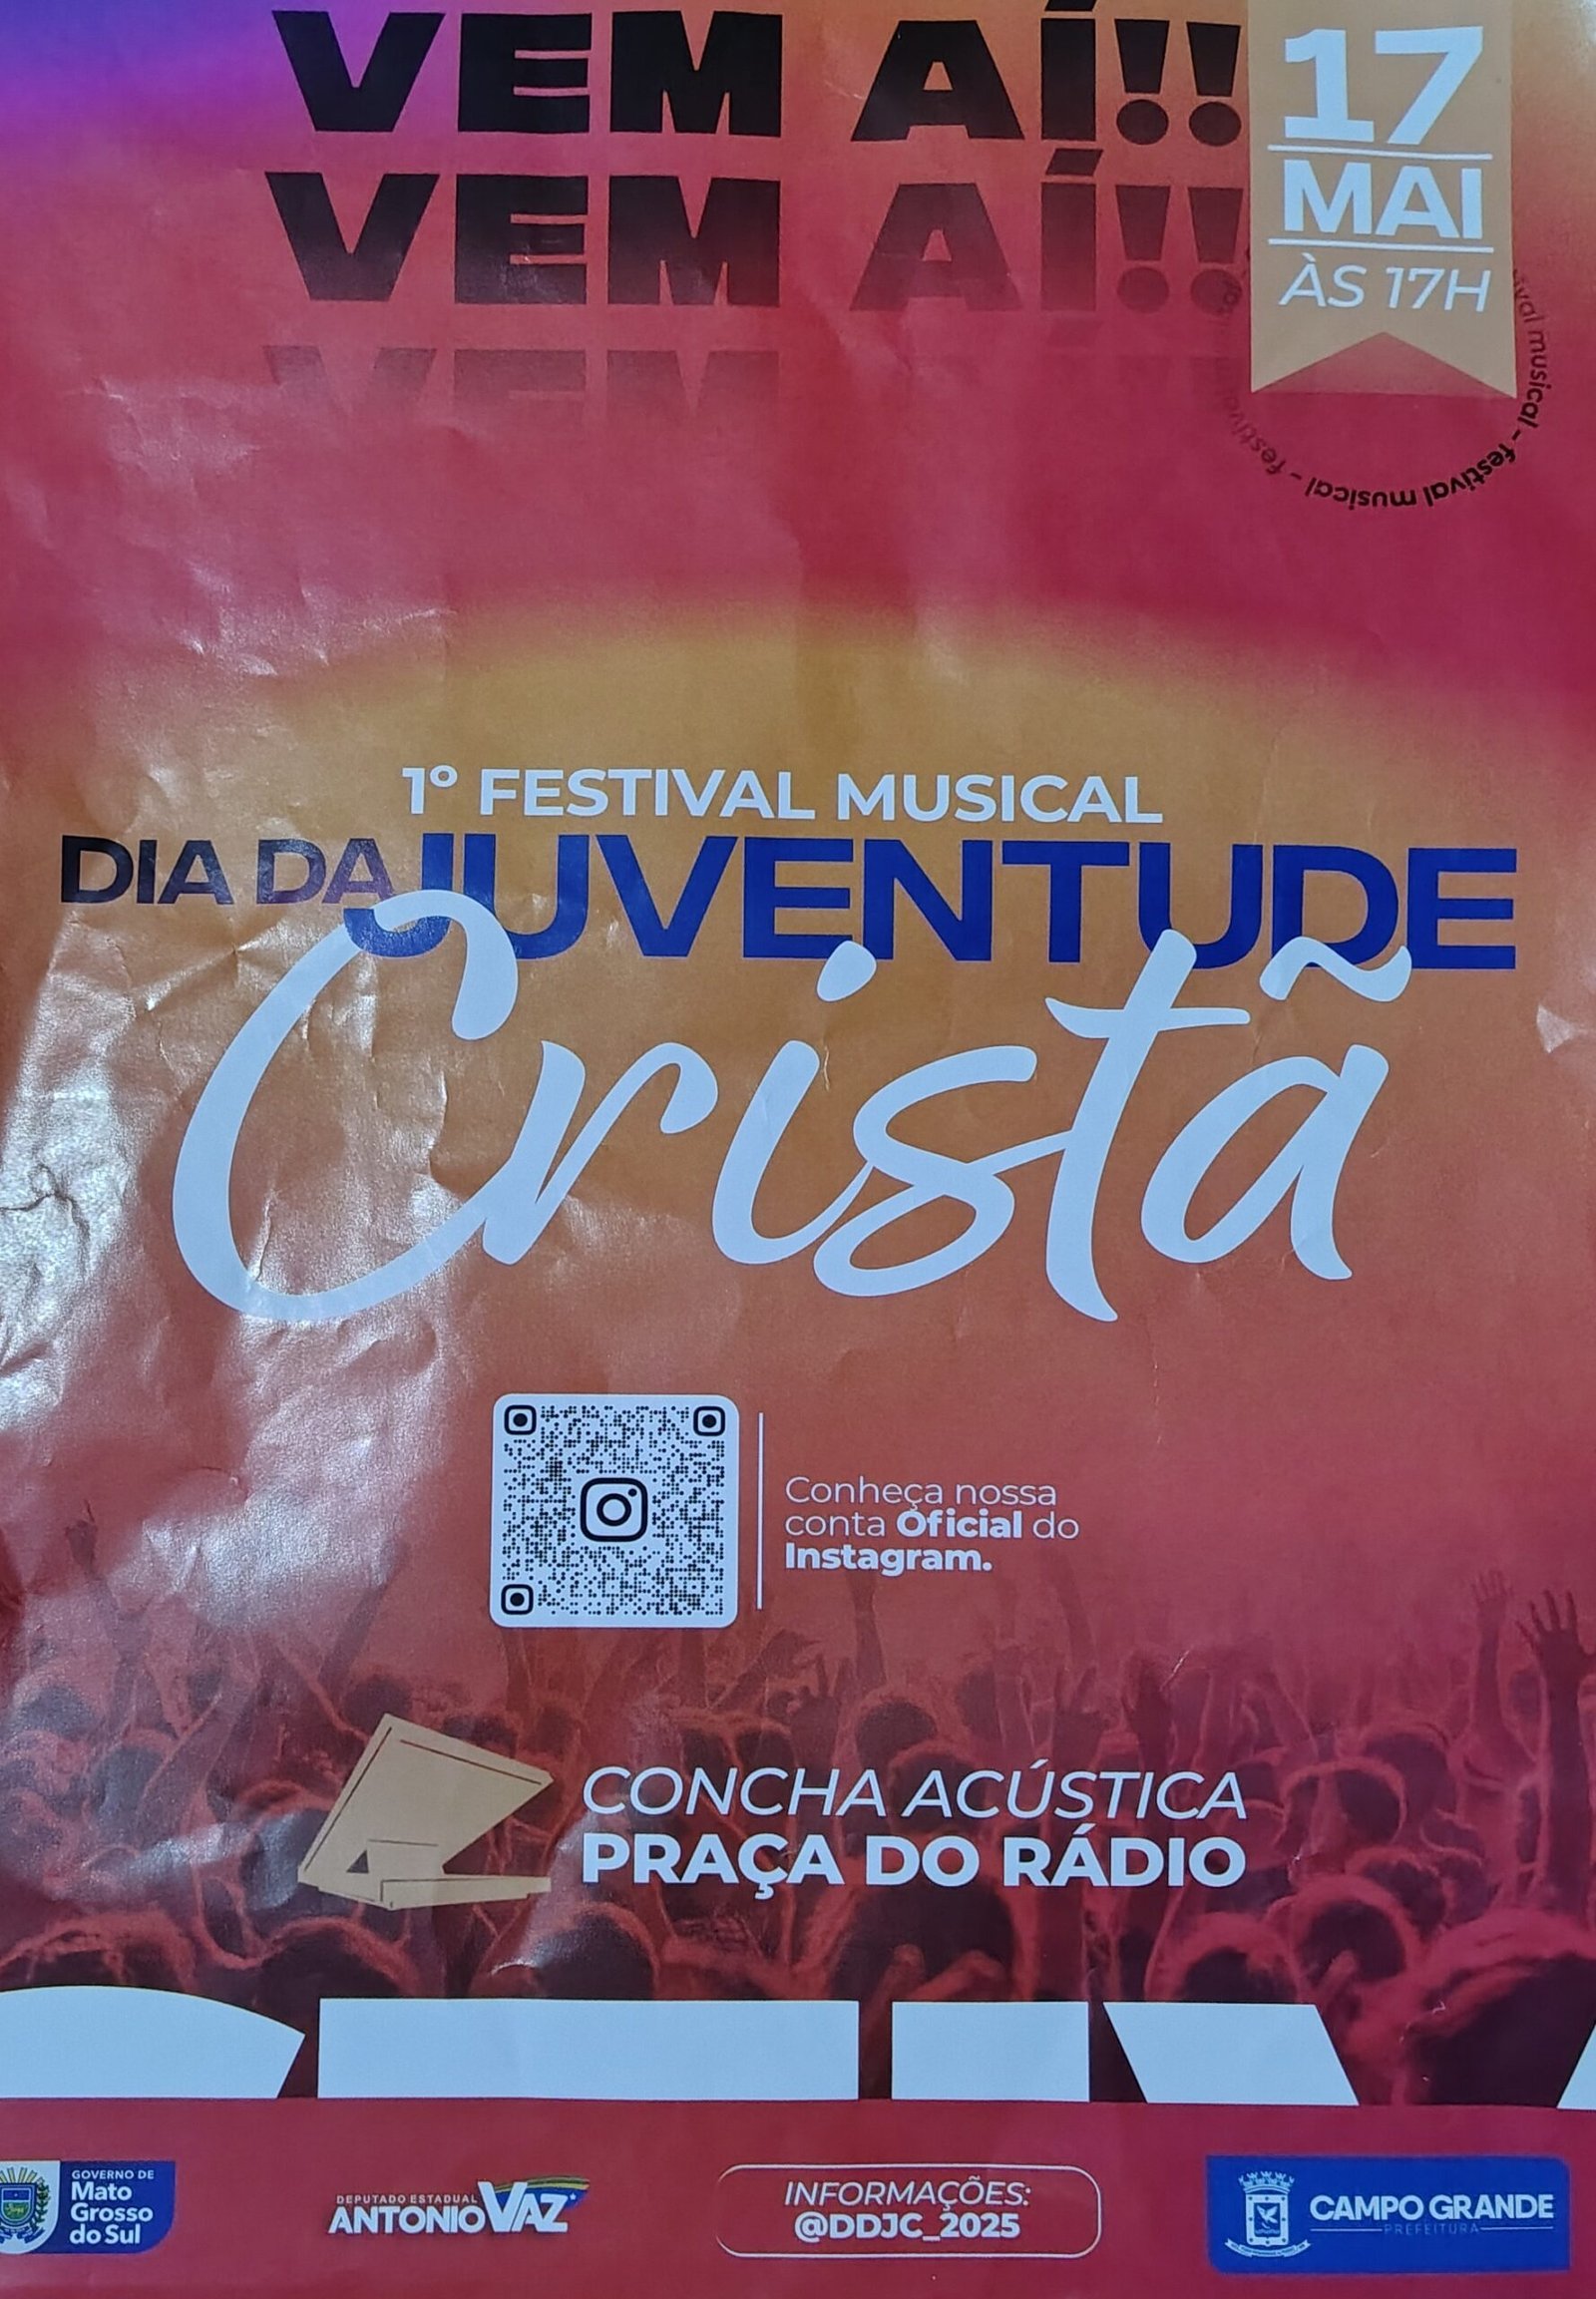 VEM AÍ!!
VEM AÍ!!
VEM
17
MAI
ÀS 17H
festival musical - festival musical -
1º FESTIVAL MUSICAL
DIA DA JUVENTUDE
Cristã
Conheça nossa
conta Oficial do
Instagram.
CONCHA ACÚSTICA
PRAÇA DO RÁDIO
GOVERNO DE
Mato
Grosso
do Sul
DEPUTADO ESTADUAL
ANTONIO VAZ
INFORMAÇÕES:
@DDJC_2025
CAMPO GRANDE
PREFEITURA